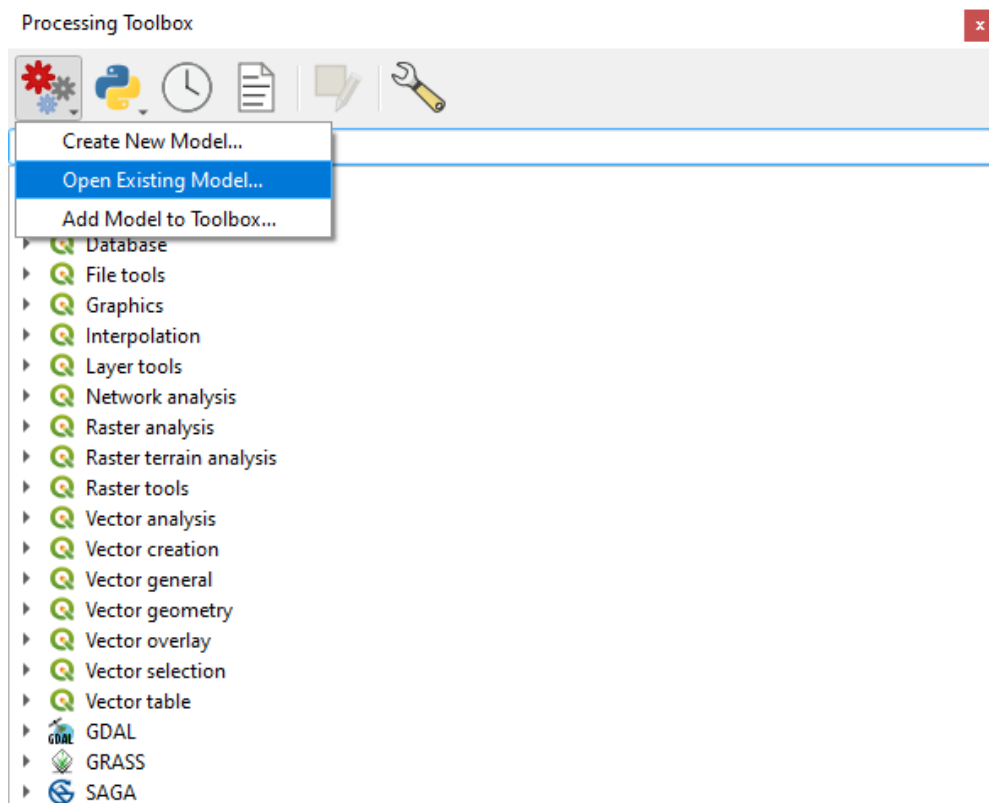 Processing Toolbox
x
Create New Model...
Open Existing Model...
Add Model to Toolbox...
Database
File tools
Graphics
Interpolation
Layer tools
Network analysis
Raster analysis
Raster terrain analysis
Raster tools
Vector analysis
Vector creation
Vector general
Vector geometry
Vector overlay
Vector selection
Vector table
GDAL GDAL
GRASS
SAGA